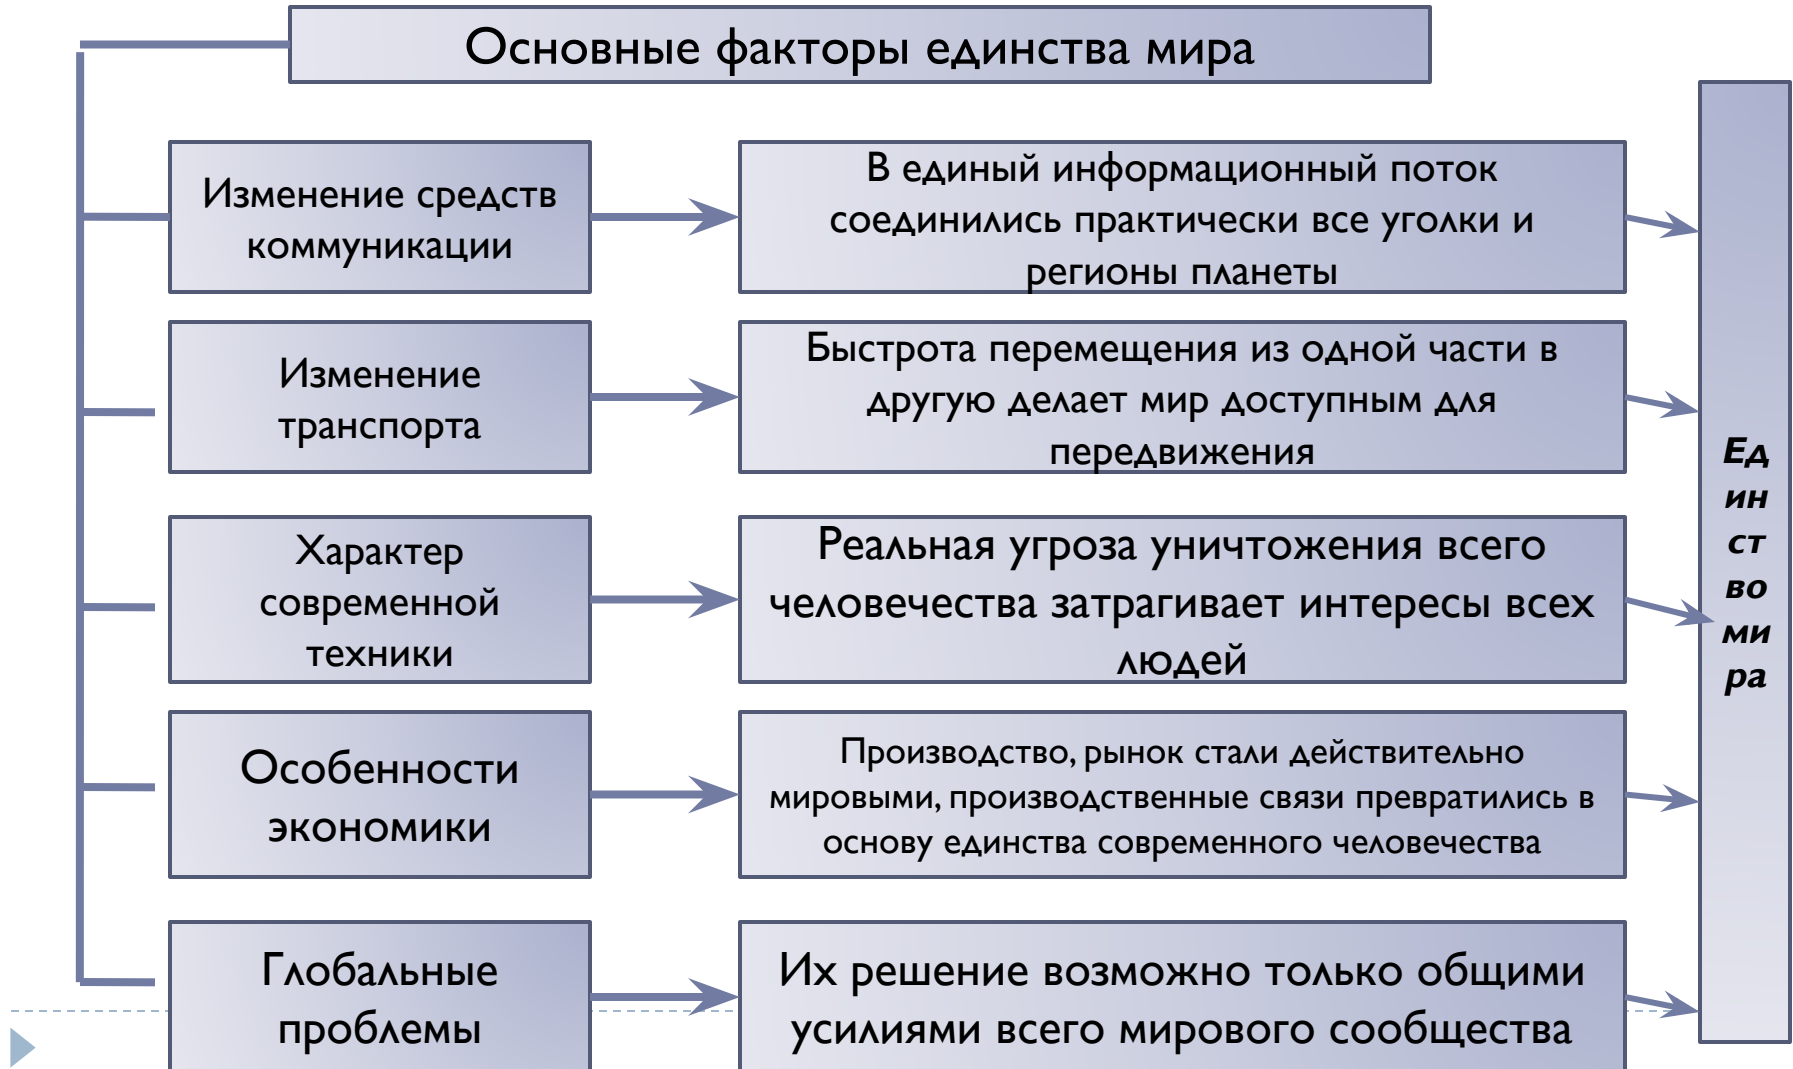 Основные факторы единства мира
Изменение средств
коммуникации
В единый информационный поток
соединились практически все уголки и
регионы планеты
Изменение
транспорта
Быстрота перемещения из одной части в
другую делает мир доступным для
передвижения
Характер
современной
техники
Реальная угроза уничтожения всего
человечества затрагивает интересы всех
людей
Особенности
экономики
Производство, рынок стали действительно
мировыми, производственные связи превратились в
основу единства современного человечества
Глобальные
проблемы
Их решение возможно только общими
усилиями всего мирового сообщества
Ед
ин
ст
во
ми
ра